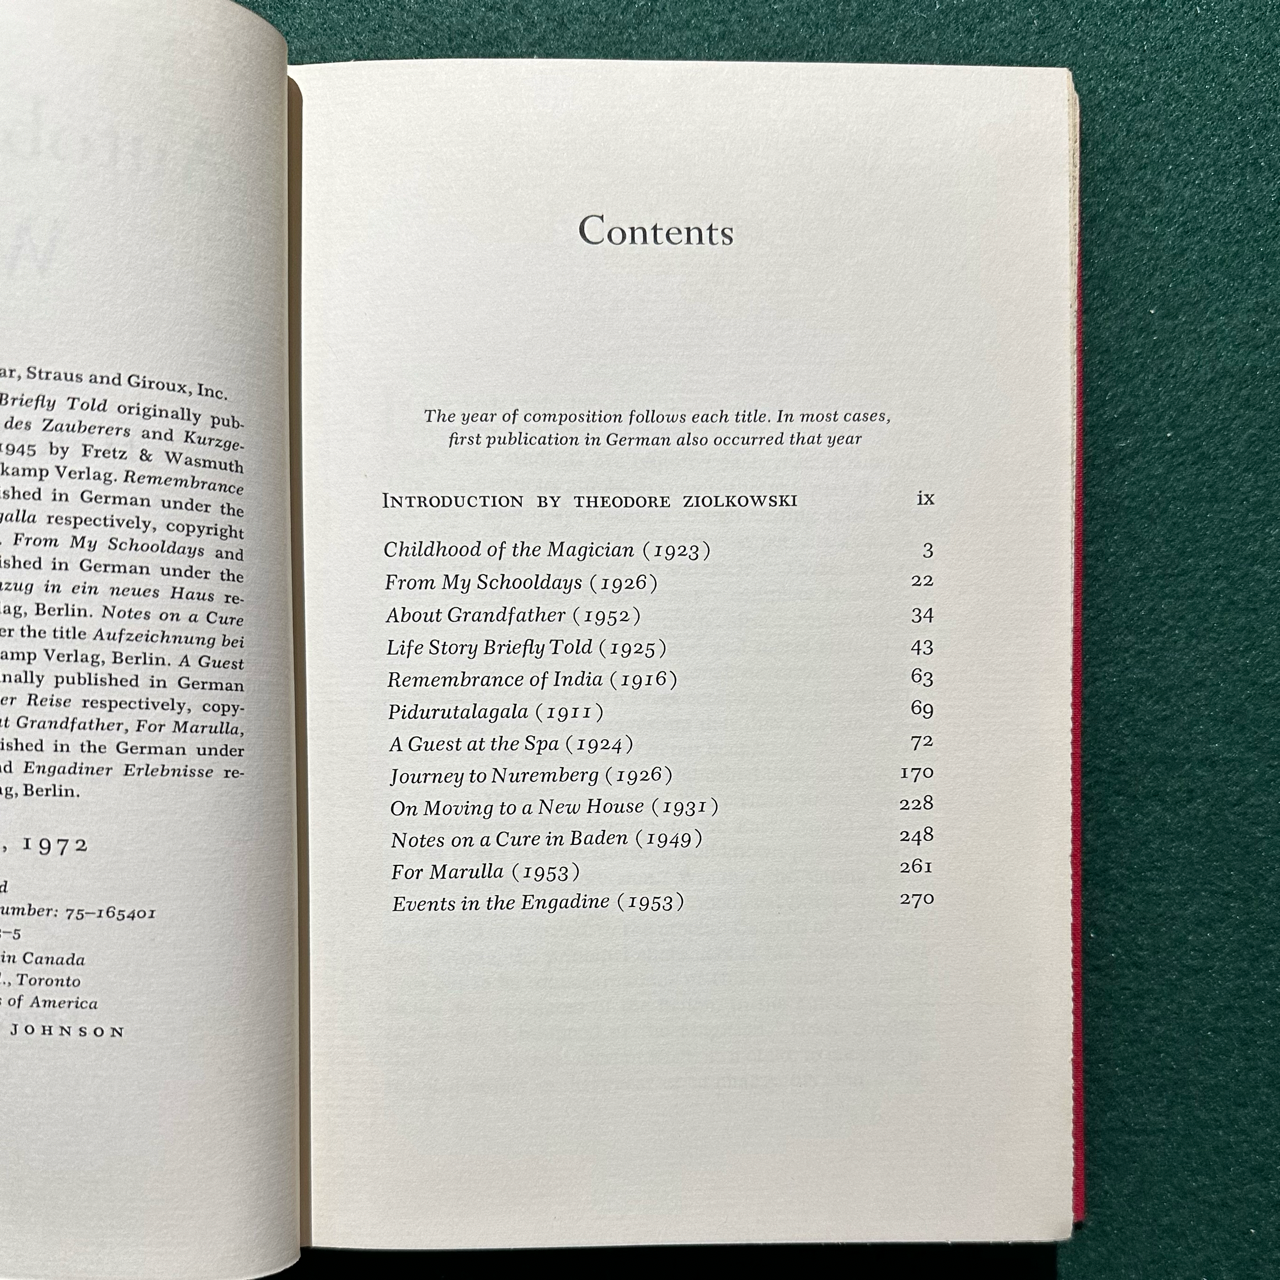 ar, Straus and Giroux, Inc.
Briefly Told originally pub-
des Zauberers and Kurzge-
1945 by Fretz & Wasmuth
kamp Verlag. Remembrance
shed in German under the
galla respectively, copyright
. From My Schooldays and
ished in German under the
nzug in ein neues Haus re-
lag, Berlin. Notes on a Cure
er the title Aufzeichnung bei
amp Verlag, Berlin. A Guest
nally published in German
er Reise respectively, copy-
ut Grandfather, For Marulla,
ished in the German under
nd Engadiner Erlebnisse re-
ag, Berlin.
, 1972
d
umber: 75–165401
–5
in Canada
., Toronto
s of America
JOHNSON
Contents
The year of composition follows each title. In most cases,
first publication in German also occurred that year
INTRODUCTION BY THEODORE ZIOLKOWSKI ix
Childhood of the Magician (1923) 3
From My Schooldays (1926) 22
About Grandfather (1952) 34
Life Story Briefly Told (1925) 43
Remembrance of India (1916) 63
Pidurutalagala (1911) 69
A Guest at the Spa (1924) 72
Journey to Nuremberg (1926) 170
On Moving to a New House (1931) 228
Notes on a Cure in Baden (1949) 248
For Marulla (1953) 261
Events in the Engadine (1953) 270